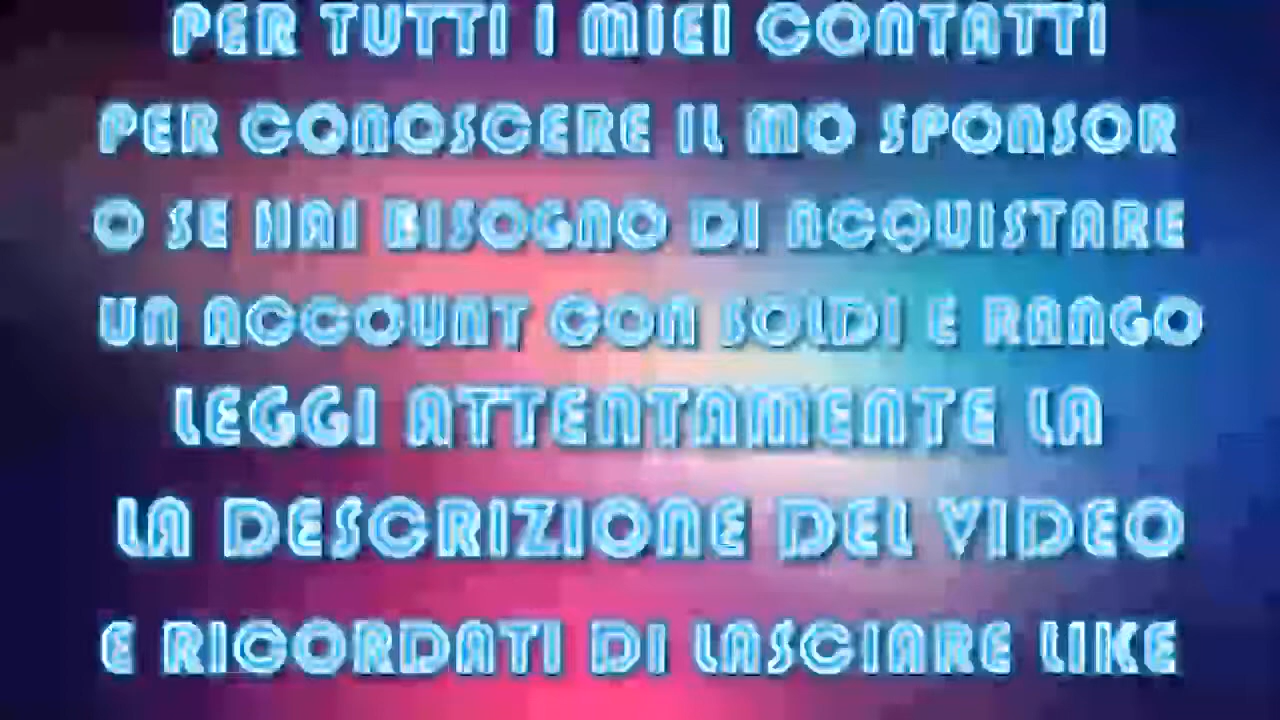 PER TUTTI I MIEI CONTATTI
PER CONOSCERE IL MO SPONSOR
O SE HAI BISOGNO DI ACQUISTARE
UN ACCOUNT CON SOLDI E RANGO
LEGGI ATTENTAMENTE LA
LA DESCRIZIONE DEL VIDEO
E RICORDATI DI LASCIARE LIKE